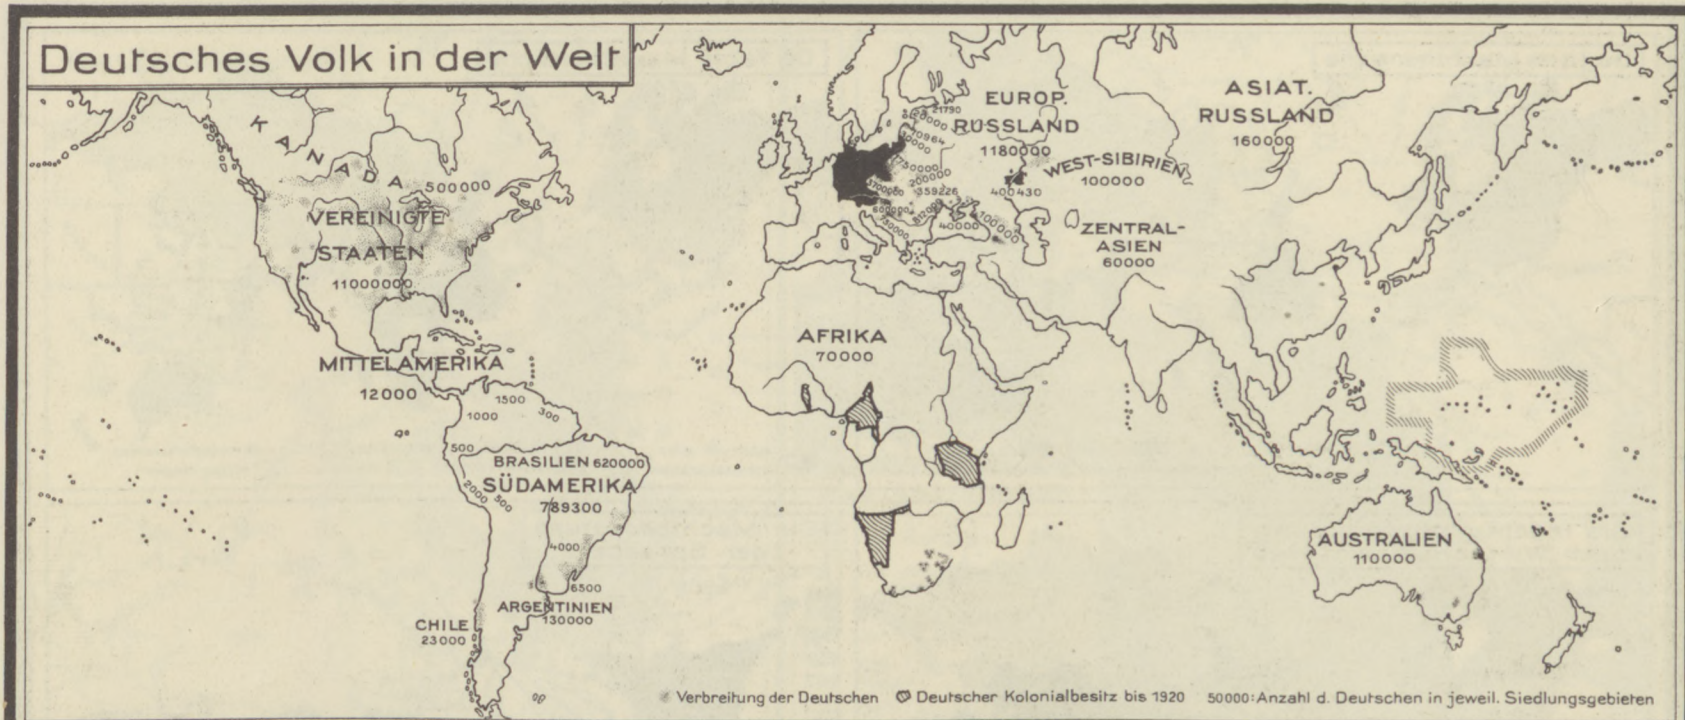 Deutsches Volk in der Welt
KANADA
500000
VEREINIGTE
STAATEN
11000000
MITTELAMERIKA
12000
1500
1000
300
500
BRASILIEN 620000
SÜDAMERIKA
789300
2000
500
4000
6500
ARGENTINIEN
130000
CHILE
23000
EUROP.
RUSSLAND
1180000
21790
200000
359226
40000
400430
WEST-SIBIRIEN
100000
ASIAT.
RUSSLAND
160000
ZENTRAL-
ASIEN
60000
AFRIKA
70000
AUSTRALIEN
110000
Verbreitung der Deutschen Deutscher Kolonialbesitz bis 1920 50000: Anzahl d. Deutschen in jeweil. Siedlungsgebieten